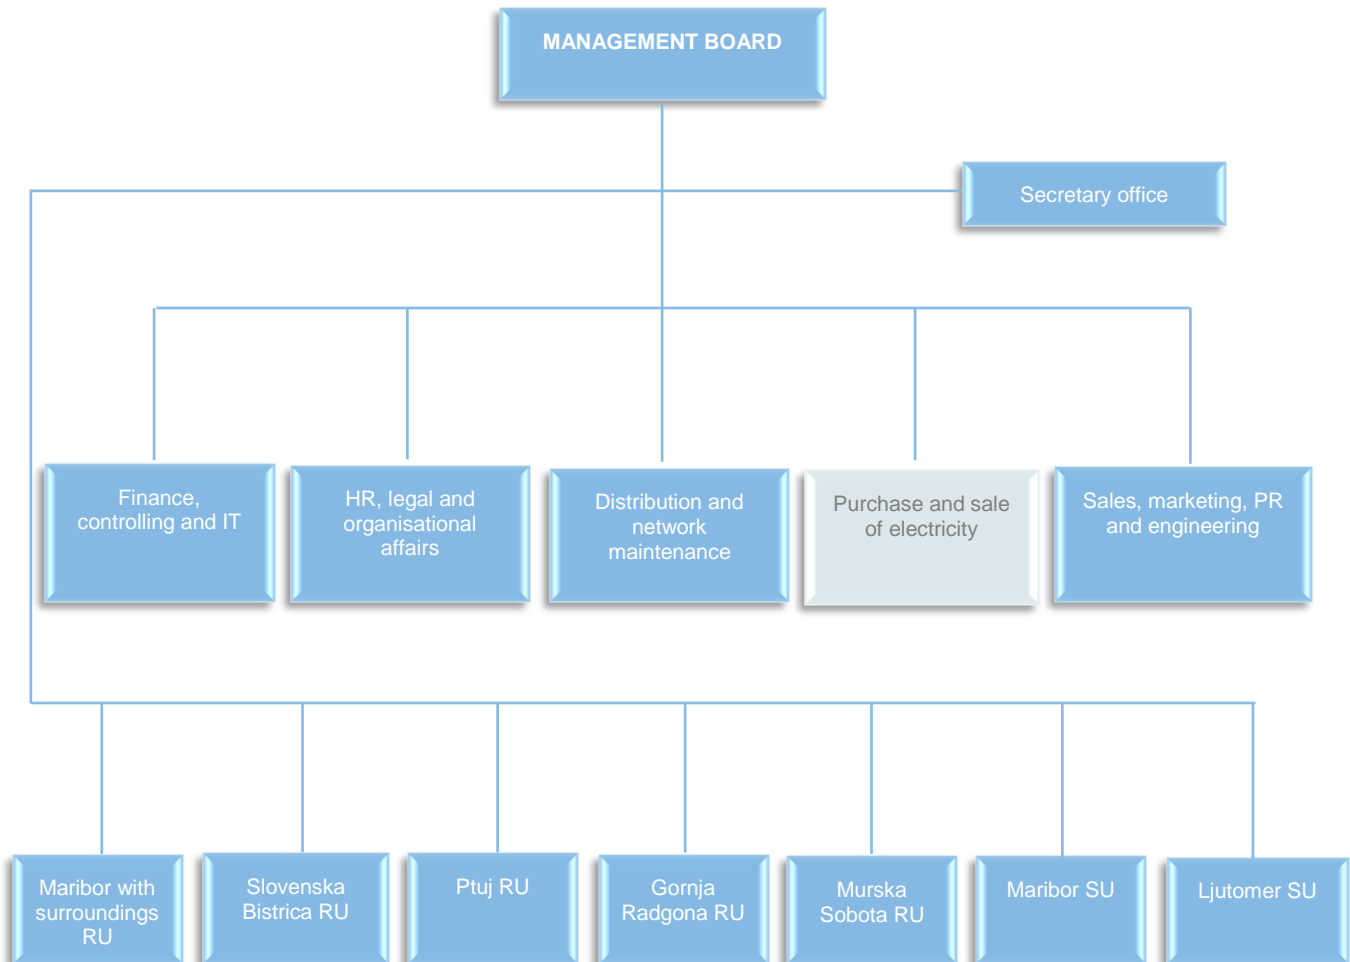 MANAGEMENT BOARD
Secretary office
Finance,
controlling and IT
HR, legal and
organisational
affairs
Distribution and
network
maintenance
Purchase and sale
of electricity
Sales, marketing, PR
and engineering
Maribor with
surroundings
RU
Slovenska
Bistrica RU
Ptuj RU
Gornja
Radgona RU
Murska
Sobota RU
Maribor SU
Ljutomer SU